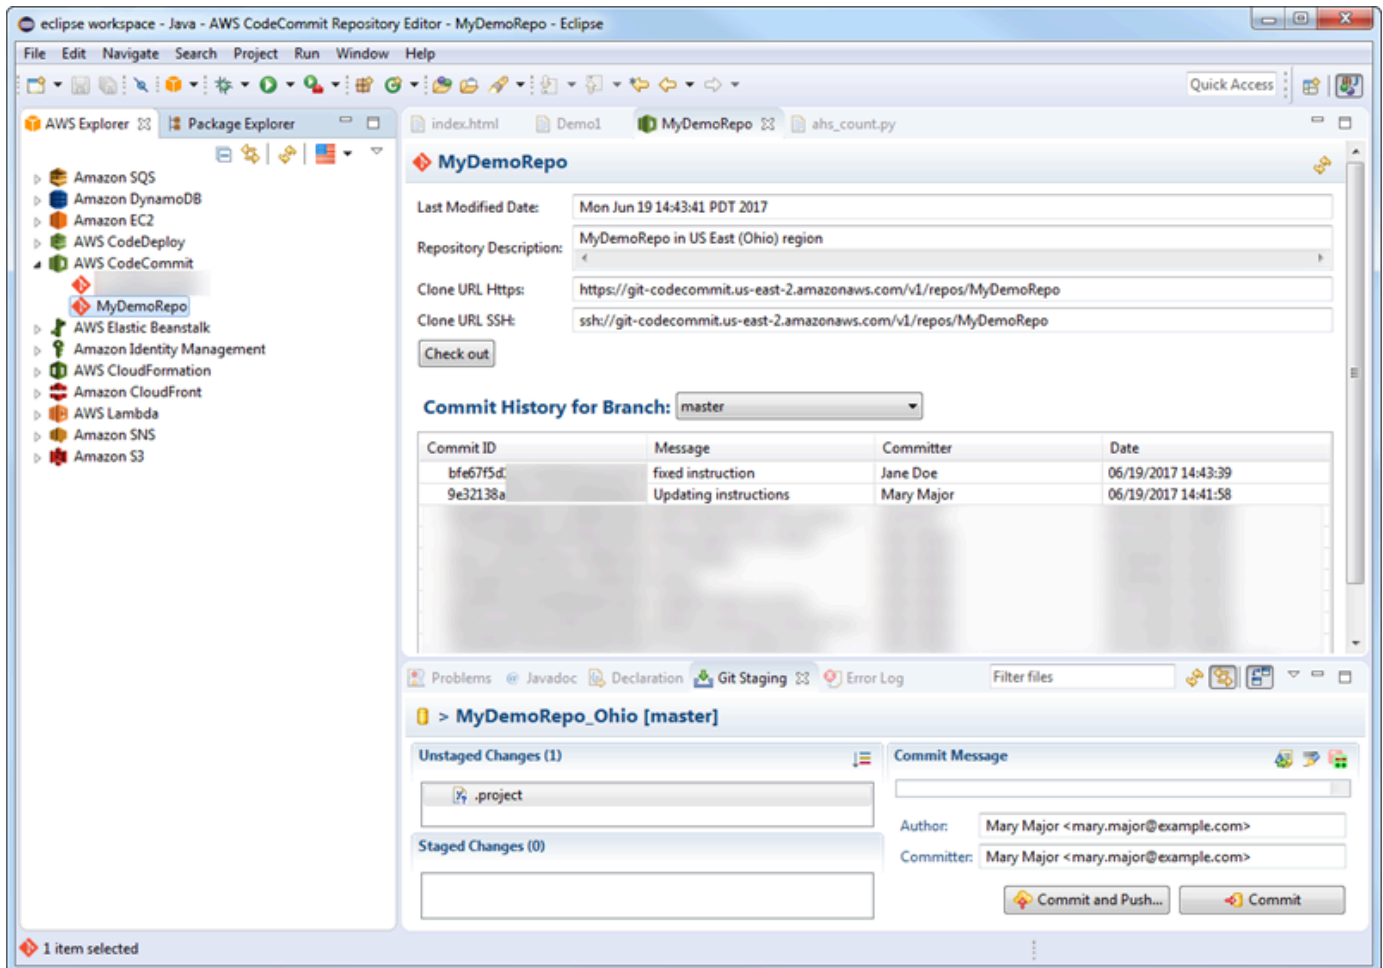 eclipse workspace - Java - AWS CodeCommit Repository Editor - MyDemoRepo - Eclipse
File Edit Navigate Search Project Run Window Help
Quick Access
AWS Explorer Package Explorer
index.html Demo1 MyDemoRepo ahs_count.py
Amazon SQS
Amazon DynamoDB
Amazon EC2
AWS CodeDeploy
AWS CodeCommit
MyDemoRepo
AWS Elastic Beanstalk
Amazon Identity Management
AWS CloudFormation
Amazon CloudFront
AWS Lambda
Amazon SNS
Amazon S3
MyDemoRepo
Last Modified Date: Mon Jun 19 14:43:41 PDT 2017
Repository Description: MyDemoRepo in US East (Ohio) region
Clone URL Https: https://git-codecommit.us-east-2.amazonaws.com/v1/repos/MyDemoRepo
Clone URL SSH: ssh://git-codecommit.us-east-2.amazonaws.com/v1/repos/MyDemoRepo
Check out
Commit History for Branch: master
Commit ID Message Committer Date
bfe67f5d fixed instruction Jane Doe 06/19/2017 14:43:39
9e32138a Updating instructions Mary Major 06/19/2017 14:41:58
Problems @ Javadoc Declaration Git Staging Error Log Filter files
> MyDemoRepo_Ohio [master]
Unstaged Changes (1)
.project
Staged Changes (0)
Commit Message
Author: Mary Major <mary.major@example.com>
Committer: Mary Major <mary.major@example.com>
Commit and Push... Commit
1 item selected